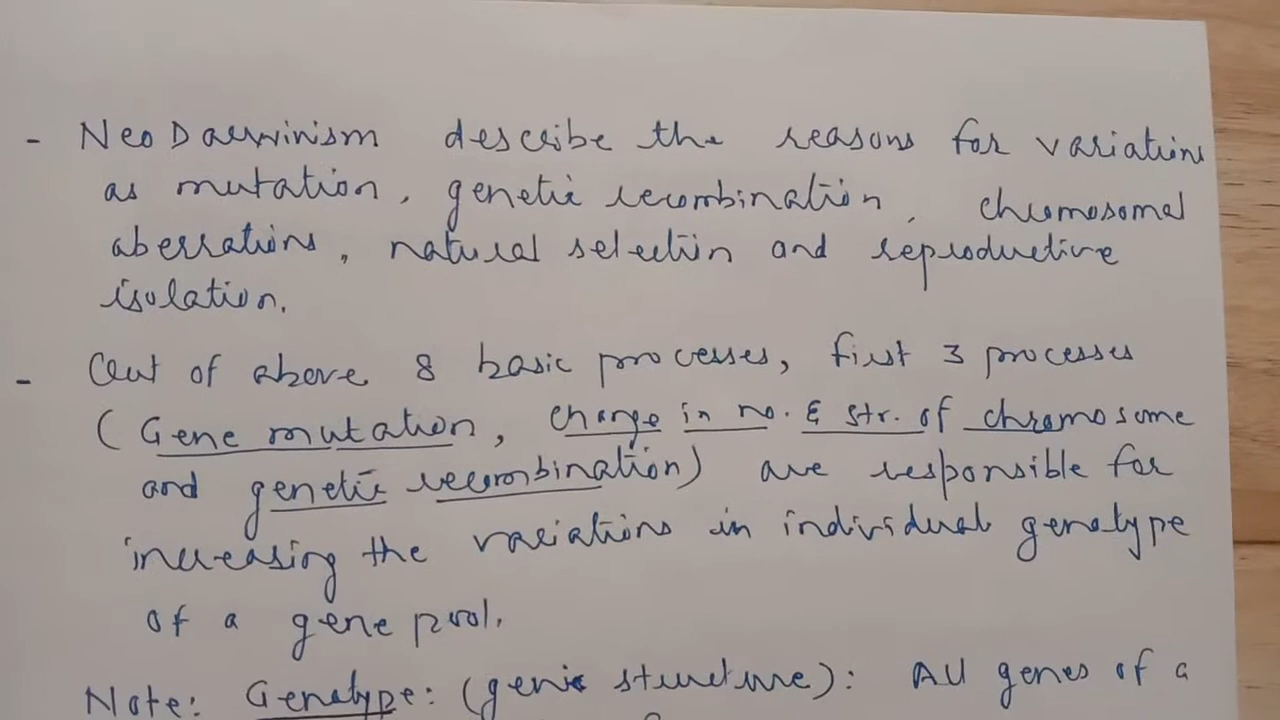 - Neo Darwinism describe the reasons for variations
as mutation, genetic recombination, chromosomal
aberrations, natural selection and reproductive
isolation.
- Out of above 8 basic processes, first 3 processes
(Gene mutation, change in no. & str. of chromosome
and genetic recombination) are responsible for
increasing the variations in individual genotype
of a gene pool.
Note: Genotype: (genic structure): All genes of a